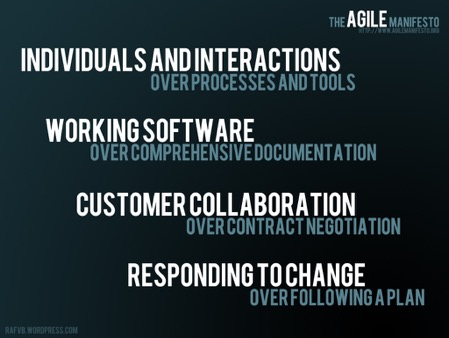 THE AGILE MANIFESTO
HTTP://WWW.AGILEMANIFESTO.ORG
INDIVIDUALS AND INTERACTIONS
OVER PROCESSES AND TOOLS
WORKING SOFTWARE
OVER COMPREHENSIVE DOCUMENTATION
CUSTOMER COLLABORATION
OVER CONTRACT NEGOTIATION
RESPONDING TO CHANGE
OVER FOLLOWING A PLAN
RAFVB.WORDPRESS.COM